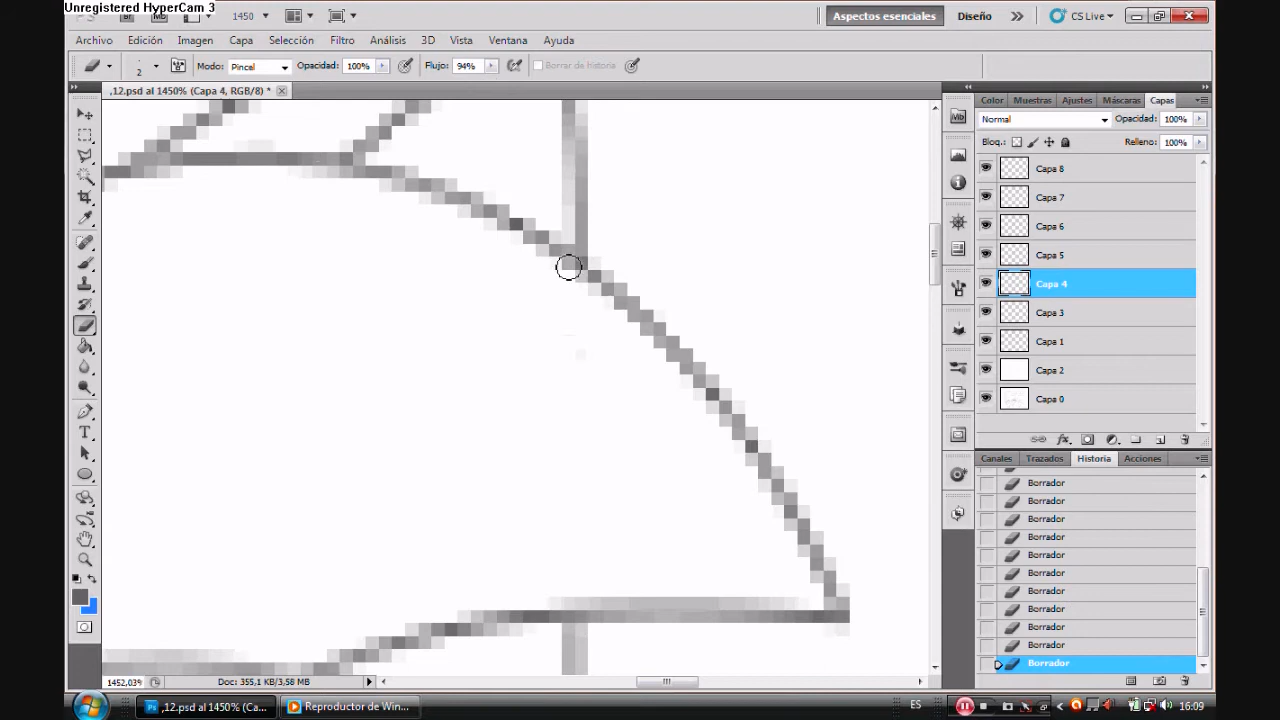 Unregistered HyperCam 3
Br Mb 1450 Aspectos esenciales Diseño CS Live
Archivo Edición Imagen Capa Selección Filtro Análisis 3D Vista Ventana Ayuda
2 Modo: Pincel Opacidad: 100% Flujo: 94% Borrar de historia
,12.psd al 1450% (Capa 4, RGB/8) *
Color Muestras Ajustes Máscaras Capas
Normal Opacidad: 100%
Bloq.: Relleno: 100%
Capa 8
Capa 7
Capa 6
Capa 5
Capa 4
Capa 3
Capa 1
Capa 2
Capa 0
Canales Trazados Historia Acciones
Borrador
Borrador
Borrador
Borrador
Borrador
Borrador
Borrador
Borrador
Borrador
Borrador
Borrador
1452,03% Doc: 355,1 KB/3,58 MB
,12.psd al 1450% (Ca... Reproductor de Win... ES 16:09